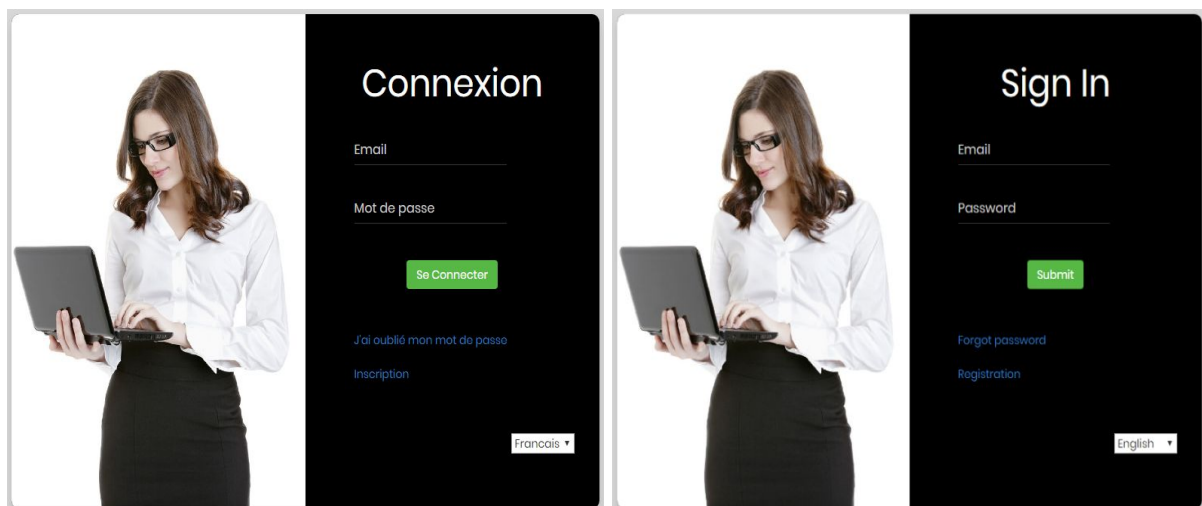 Connexion
Email
Mot de passe
Se Connecter
J'ai oublié mon mot de passe
Inscription
Francais
Sign In
Email
Password
Submit
Forgot password
Registration
English